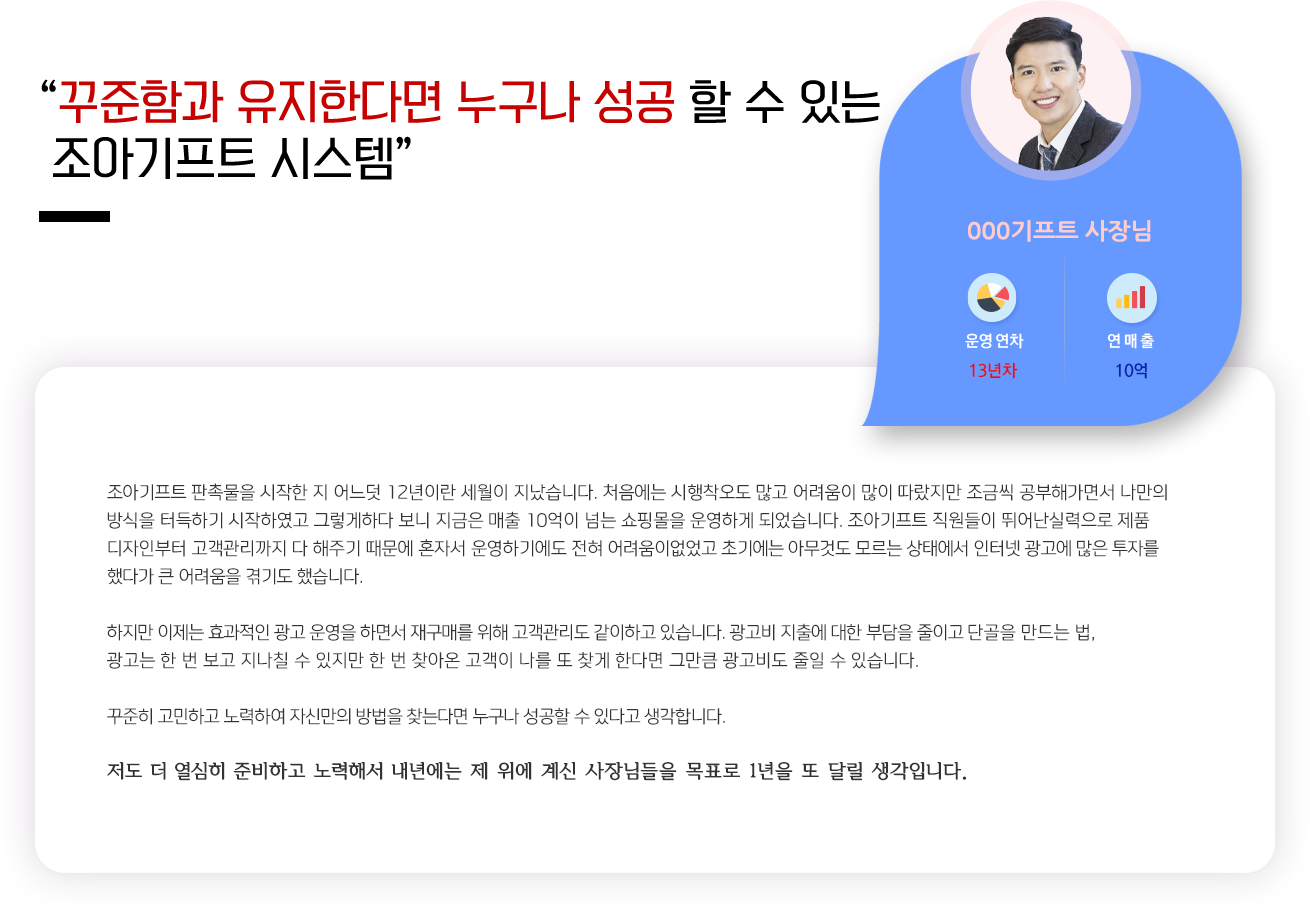 “꾸준함과 유지한다면 누구나 성공 할 수 있는
조아기프트 시스템”
000기프트 사장님
운영 연차
13년차
연 매 출
10억
조아기프트 판촉물을 시작한 지 어느덧 12년이란 세월이 지났습니다. 처음에는 시행착오도 많고 어려움이 많이 따랐지만 조금씩 공부해가면서 나만의
방식을 터득하기 시작하였고 그렇게하다 보니 지금은 매출 10억이 넘는 쇼핑몰을 운영하게 되었습니다. 조아기프트 직원들이 뛰어난실력으로 제품
디자인부터 고객관리까지 다 해주기 때문에 혼자서 운영하기에도 전혀 어려움이없었고 초기에는 아무것도 모르는 상태에서 인터넷 광고에 많은 투자를
했다가 큰 어려움을 겪기도 했습니다.
하지만 이제는 효과적인 광고 운영을 하면서 재구매를 위해 고객관리도 같이하고 있습니다. 광고비 지출에 대한 부담을 줄이고 단골을 만드는 법,
광고는 한 번 보고 지나칠 수 있지만 한 번 찾아온 고객이 나를 또 찾게 한다면 그만큼 광고비도 줄일 수 있습니다.
꾸준히 고민하고 노력하여 자신만의 방법을 찾는다면 누구나 성공할 수 있다고 생각합니다.
저도 더 열심히 준비하고 노력해서 내년에는 제 위에 계신 사장님들을 목표로 1년을 또 달릴 생각입니다.